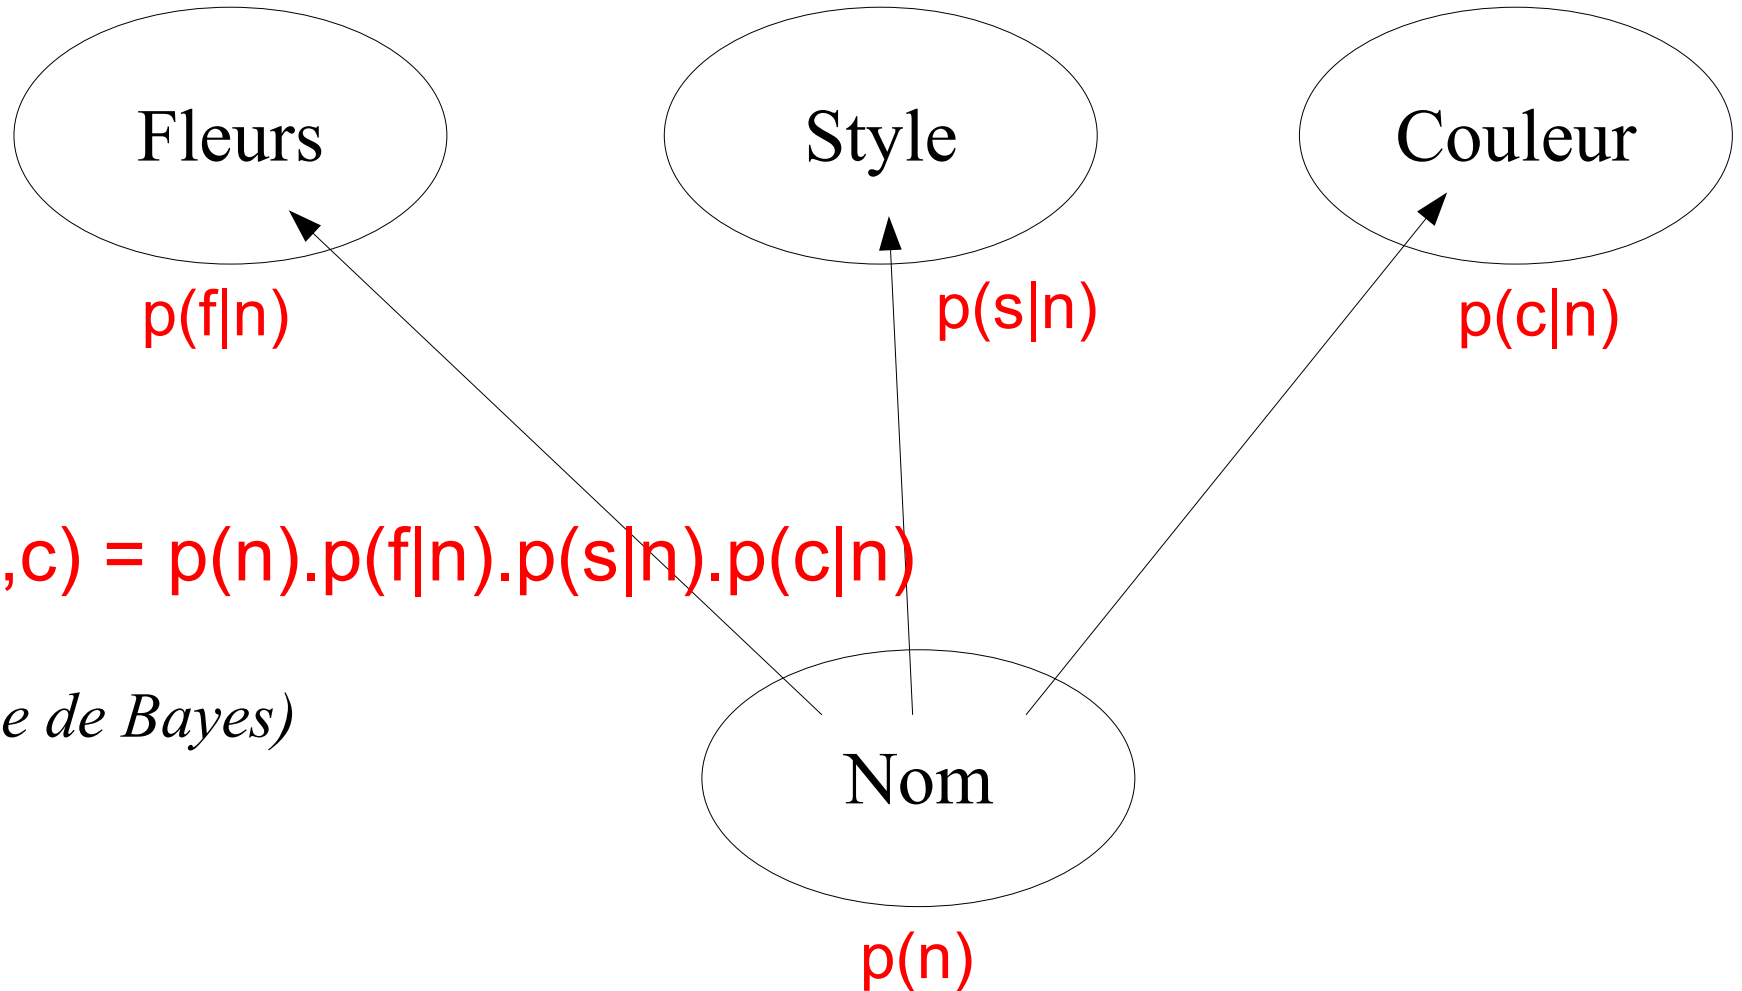 Fleurs Style Couleur
p(f|n) p(s|n) p(c|n)
,c) = p(n).p(f|n).p(s|n).p(c|n)
e de Bayes)
Nom
p(n)